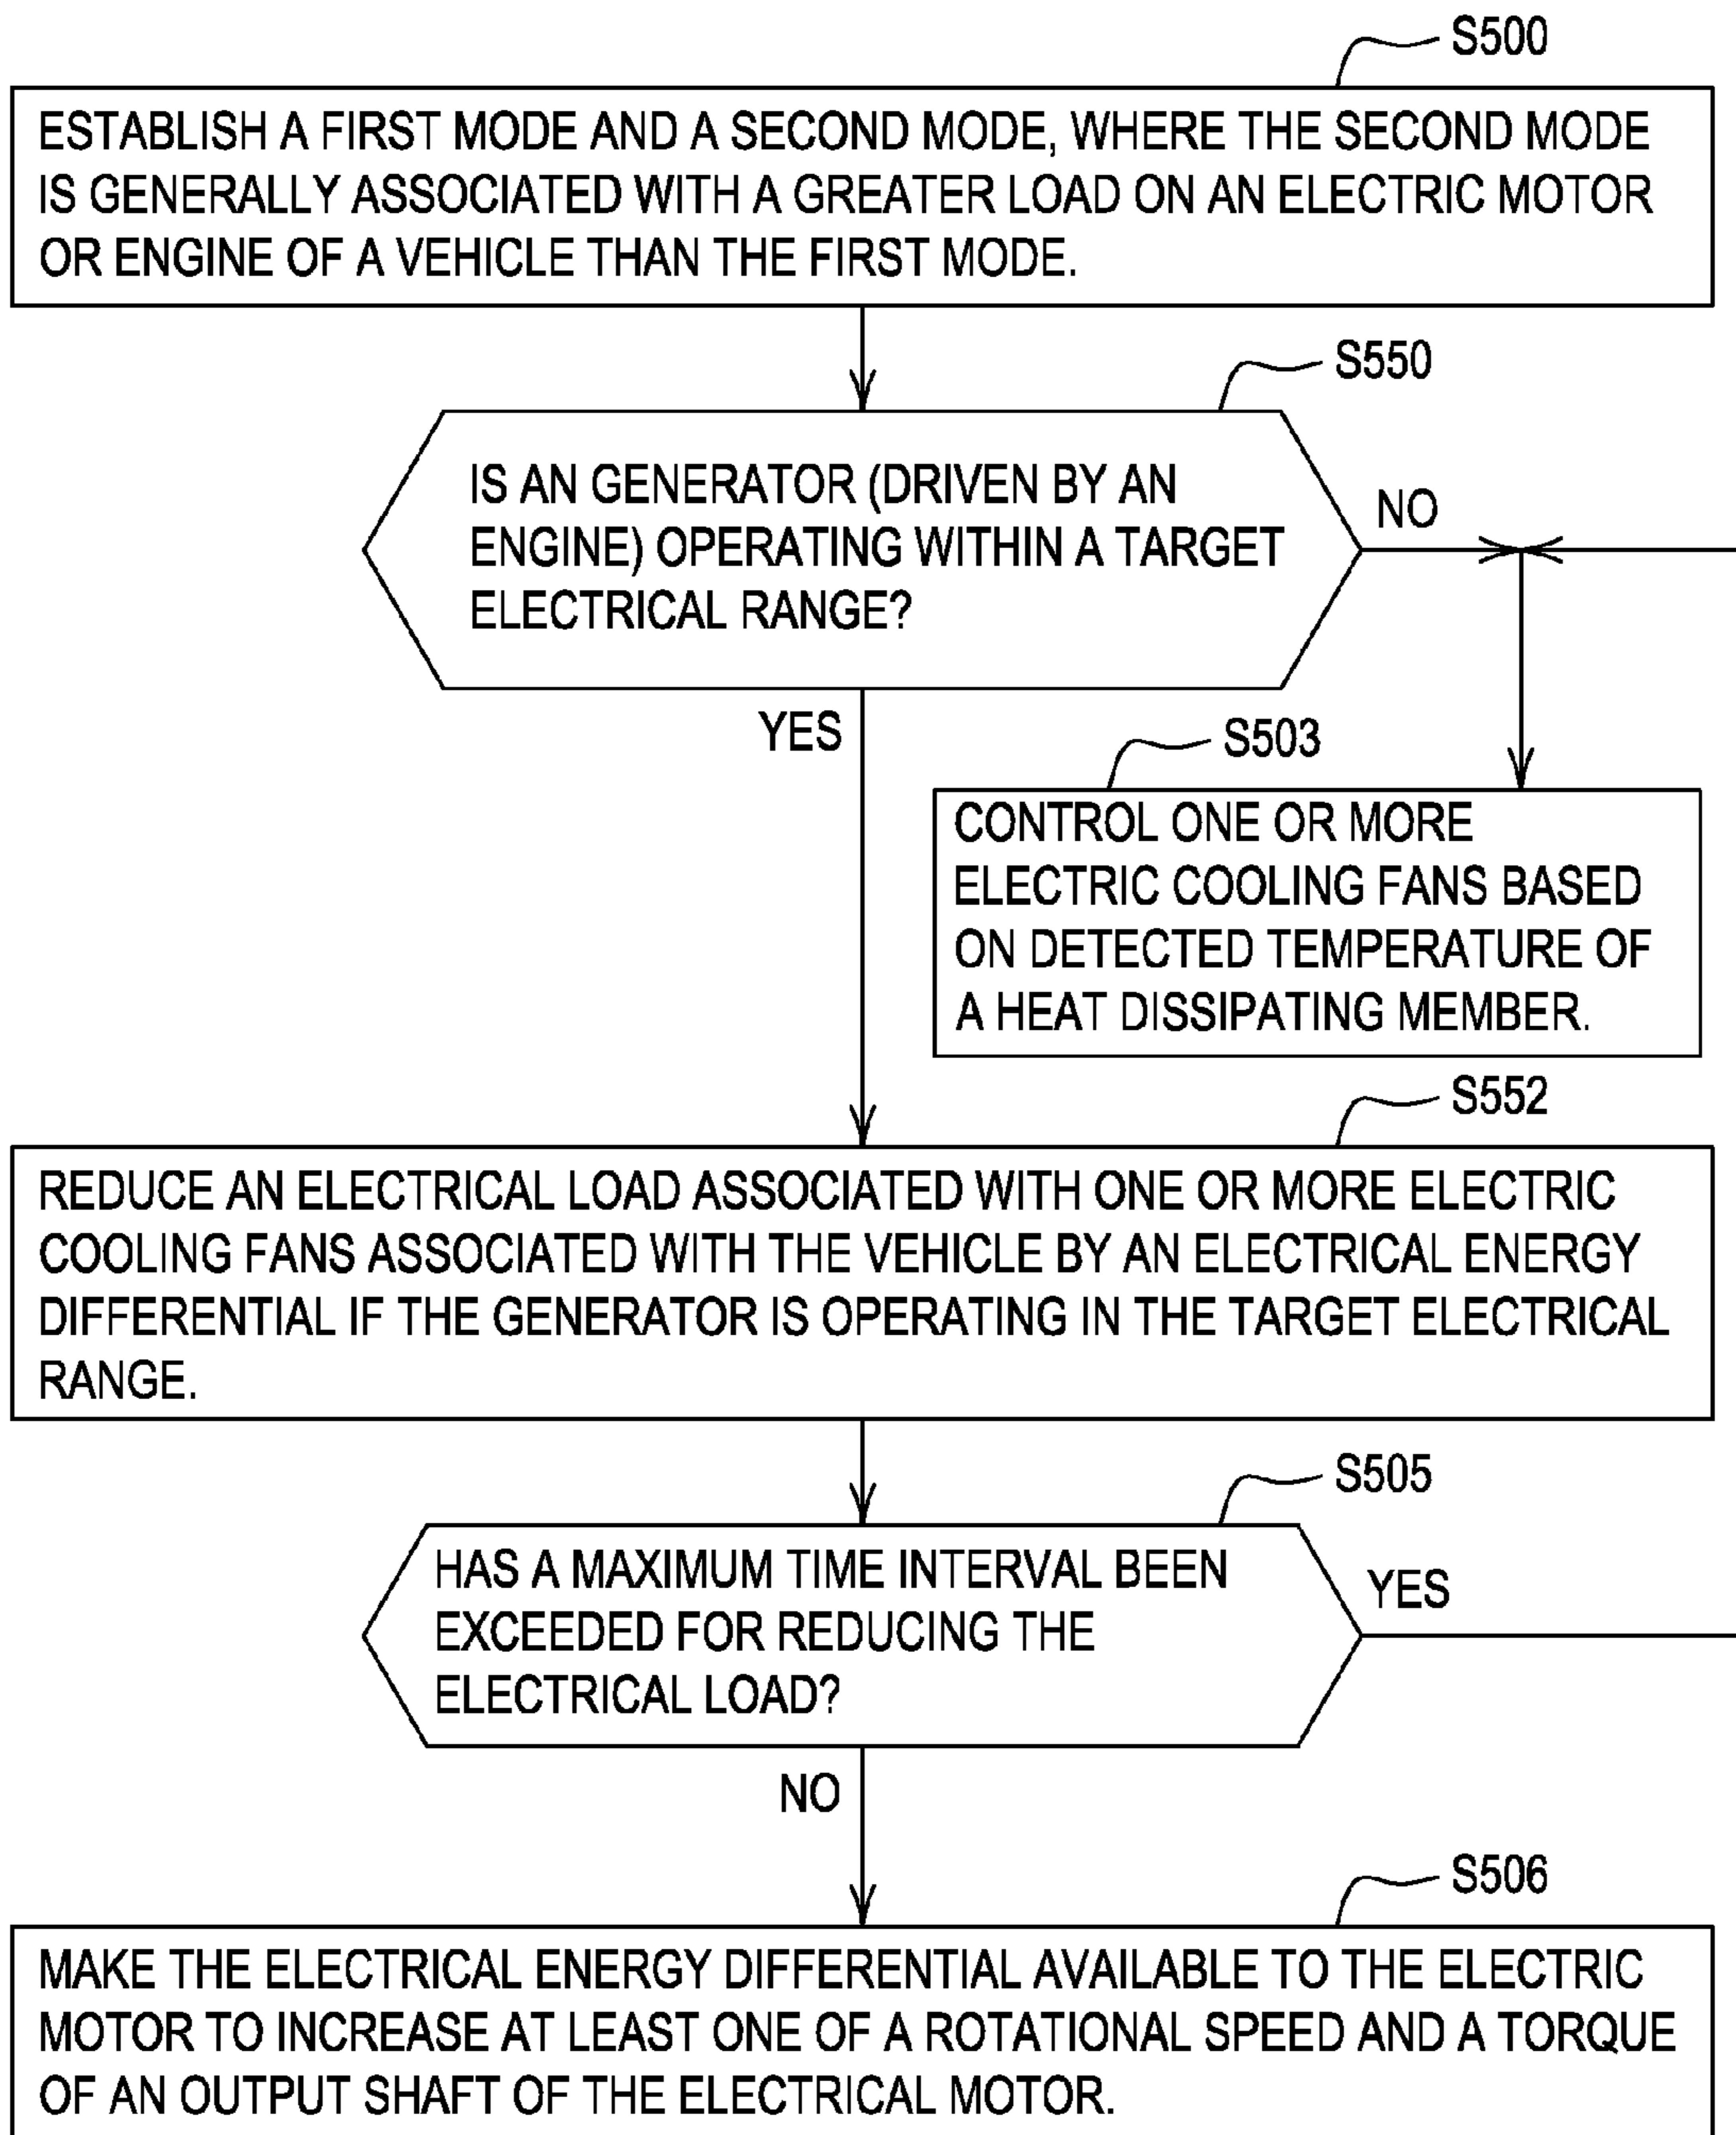 S500
ESTABLISH A FIRST MODE AND A SECOND MODE, WHERE THE SECOND MODE
IS GENERALLY ASSOCIATED WITH A GREATER LOAD ON AN ELECTRIC MOTOR
OR ENGINE OF A VEHICLE THAN THE FIRST MODE.
S550
IS AN GENERATOR (DRIVEN BY AN
ENGINE) OPERATING WITHIN A TARGET
ELECTRICAL RANGE?
NO
YES
S503
CONTROL ONE OR MORE
ELECTRIC COOLING FANS BASED
ON DETECTED TEMPERATURE OF
A HEAT DISSIPATING MEMBER.
S552
REDUCE AN ELECTRICAL LOAD ASSOCIATED WITH ONE OR MORE ELECTRIC
COOLING FANS ASSOCIATED WITH THE VEHICLE BY AN ELECTRICAL ENERGY
DIFFERENTIAL IF THE GENERATOR IS OPERATING IN THE TARGET ELECTRICAL
RANGE.
S505
HAS A MAXIMUM TIME INTERVAL BEEN
EXCEEDED FOR REDUCING THE
ELECTRICAL LOAD?
YES
NO
S506
MAKE THE ELECTRICAL ENERGY DIFFERENTIAL AVAILABLE TO THE ELECTRIC
MOTOR TO INCREASE AT LEAST ONE OF A ROTATIONAL SPEED AND A TORQUE
OF AN OUTPUT SHAFT OF THE ELECTRICAL MOTOR.